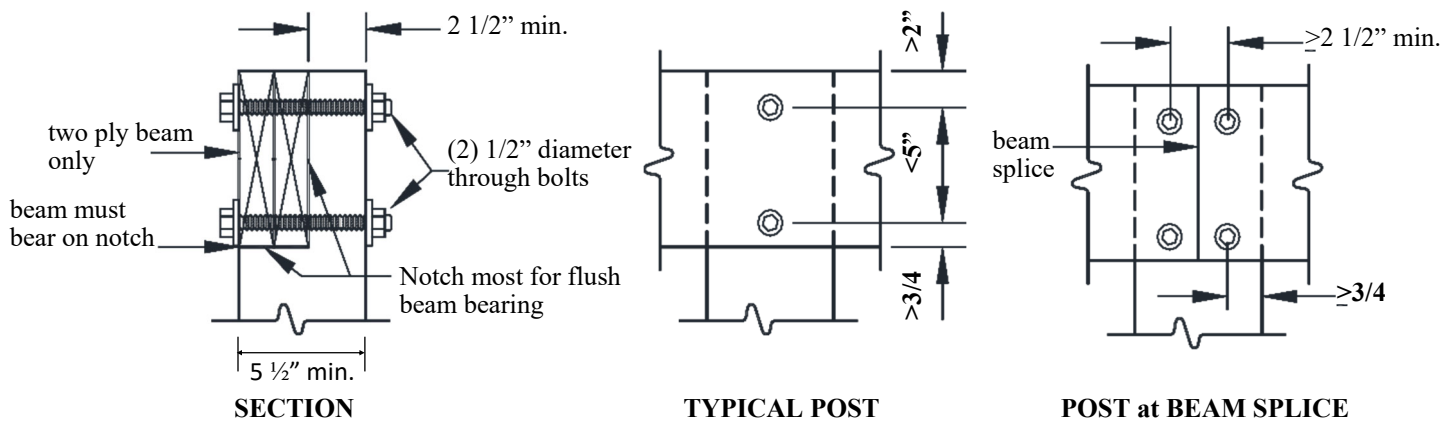 2 1/2” min.
two ply beam
only
(2) 1/2” diameter
through bolts
beam must
bear on notch
Notch most for flush
beam bearing
5 ½” min.
SECTION
>2”
<5”
>3/4
TYPICAL POST
≥2 1/2” min.
beam
splice
≥3/4
POST at BEAM SPLICE